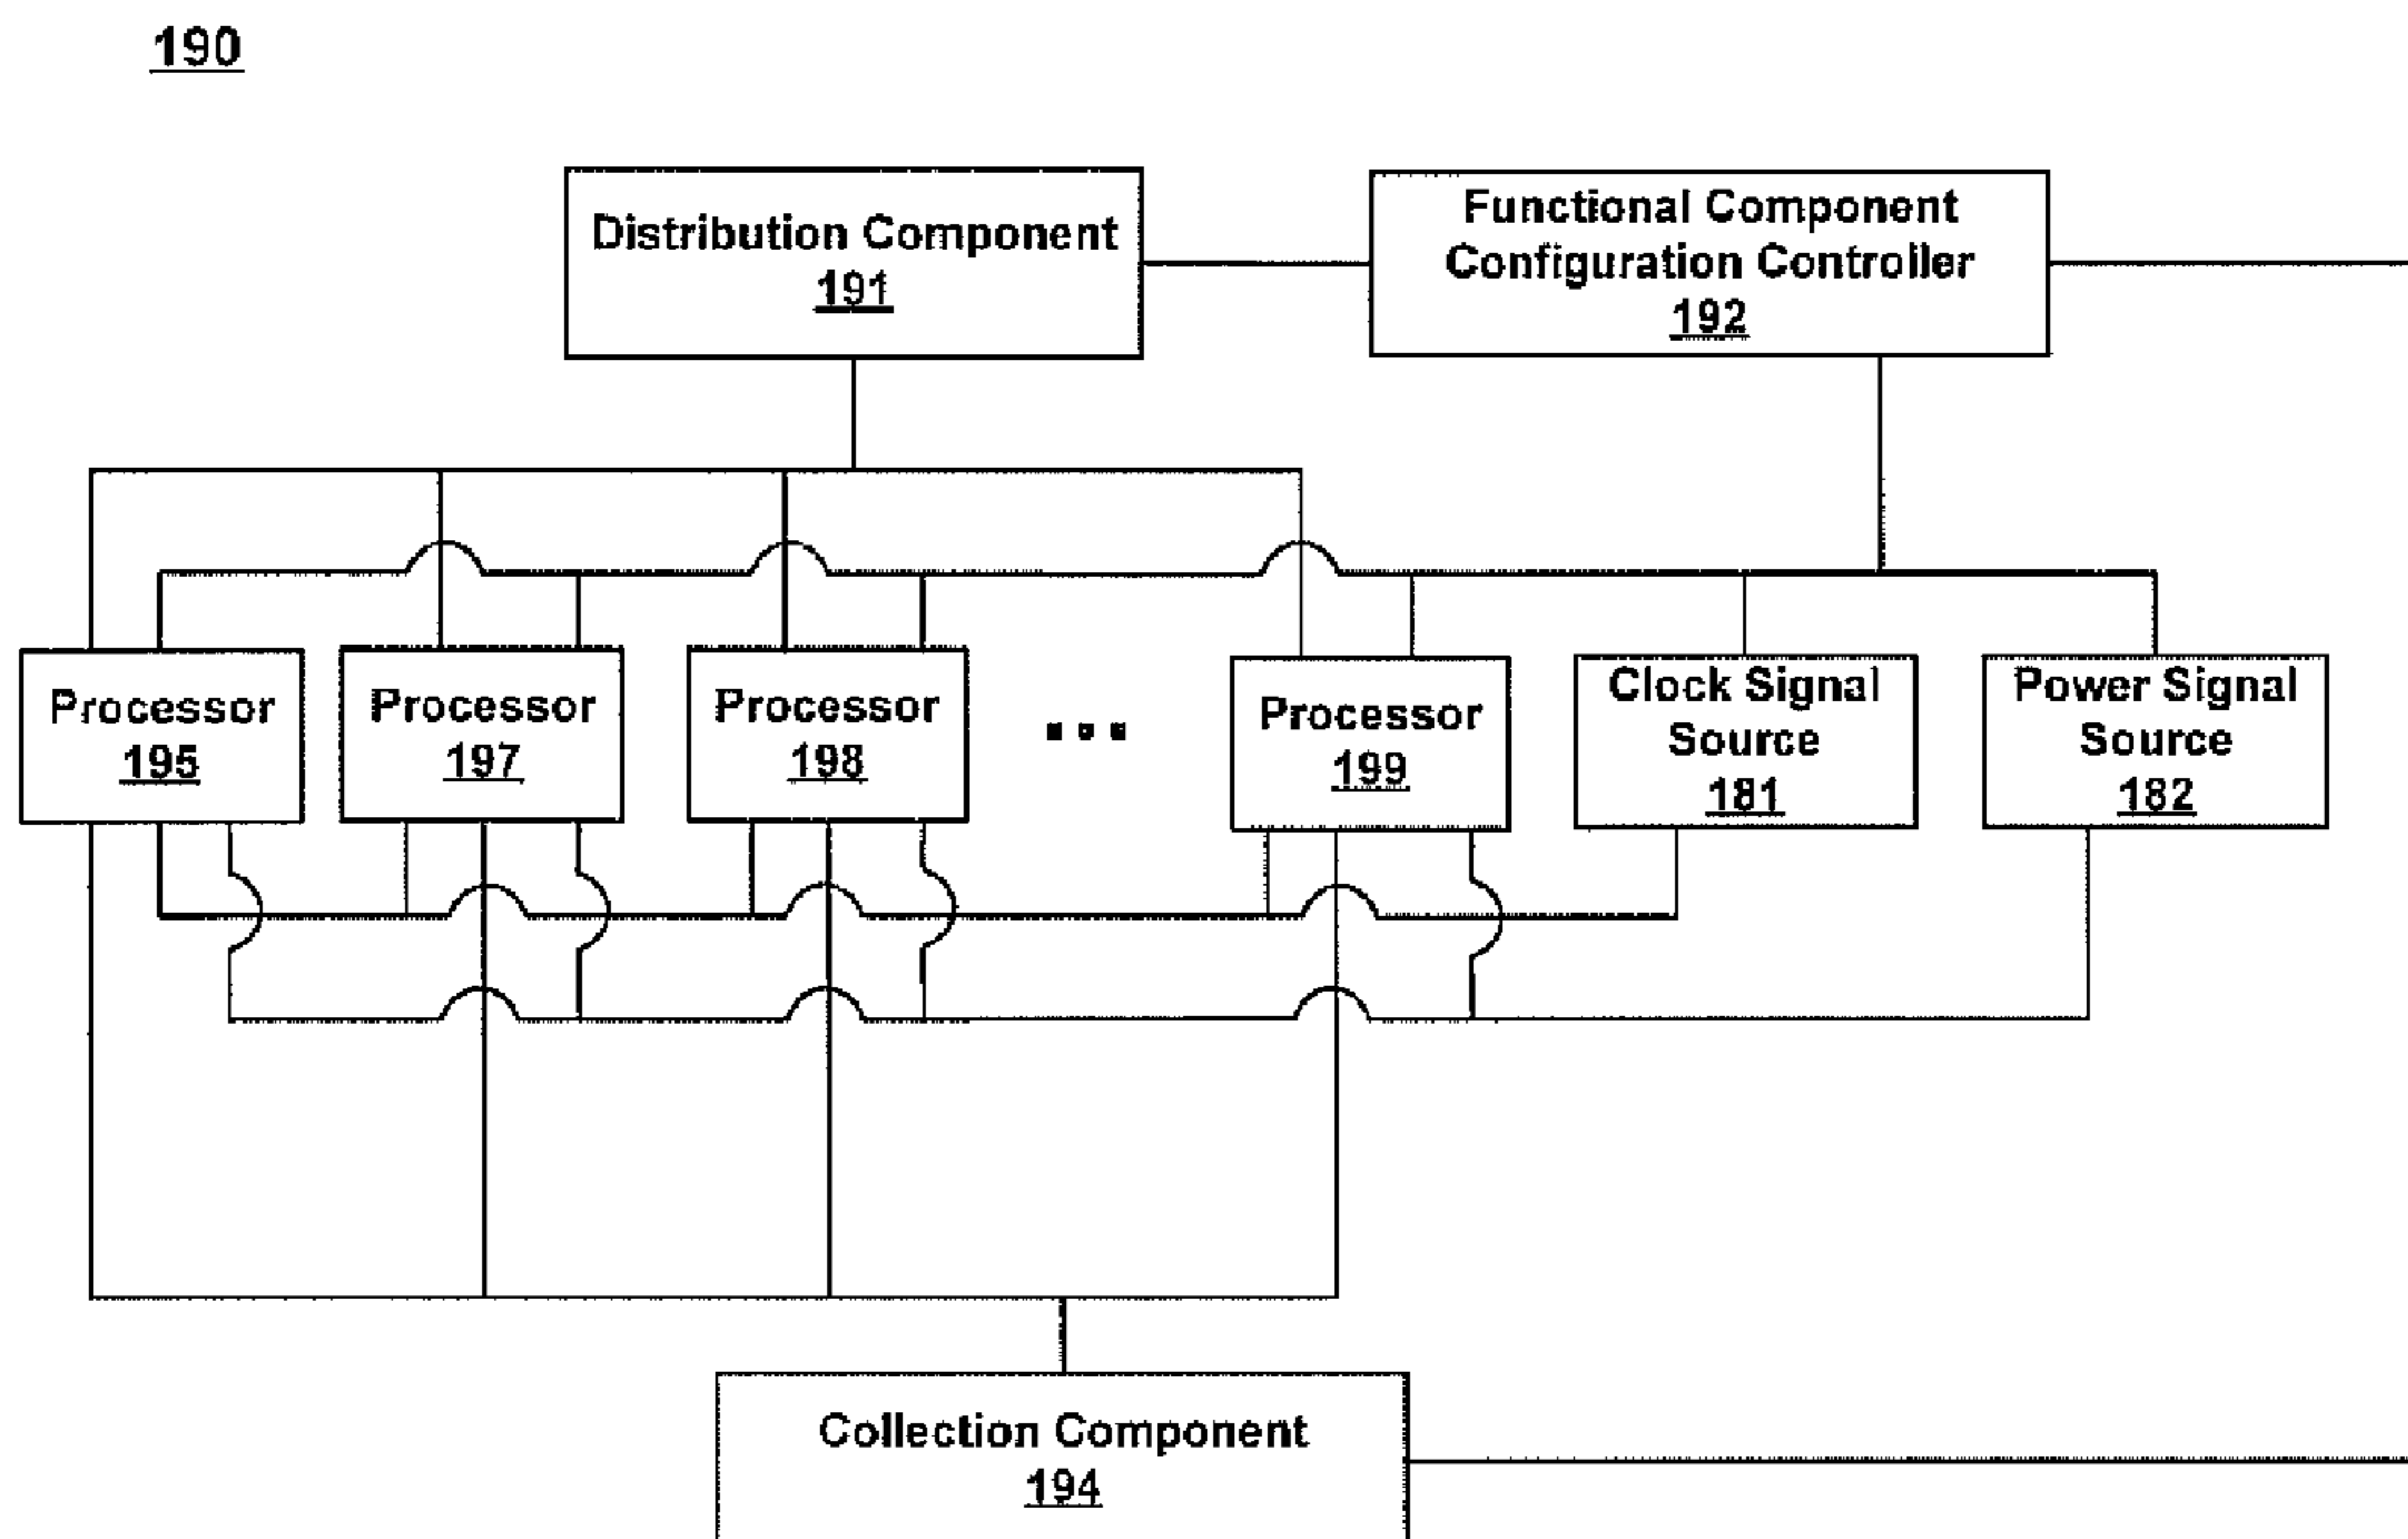 190
Distribution Component
191
Functional Component
Configuration Controller
192
Processor
195
Processor
197
Processor
198
...
Processor
199
Clock Signal
Source
181
Power Signal
Source
182
Collection Component
194